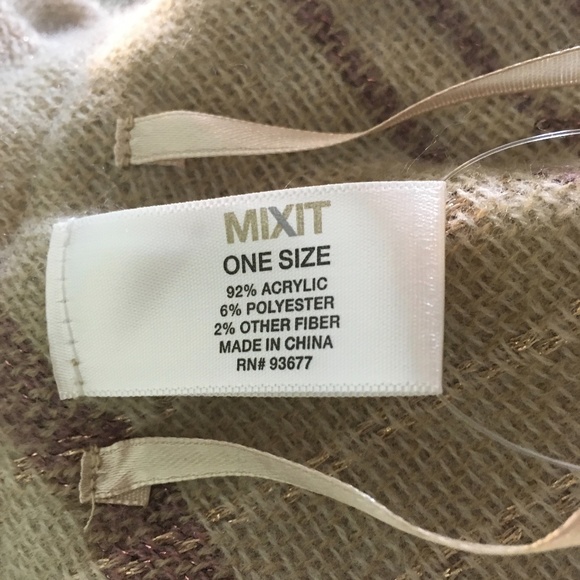 MIXIT
ONE SIZE
92% ACRYLIC
6% POLYESTER
2% OTHER FIBER
MADE IN CHINA
RN# 93677